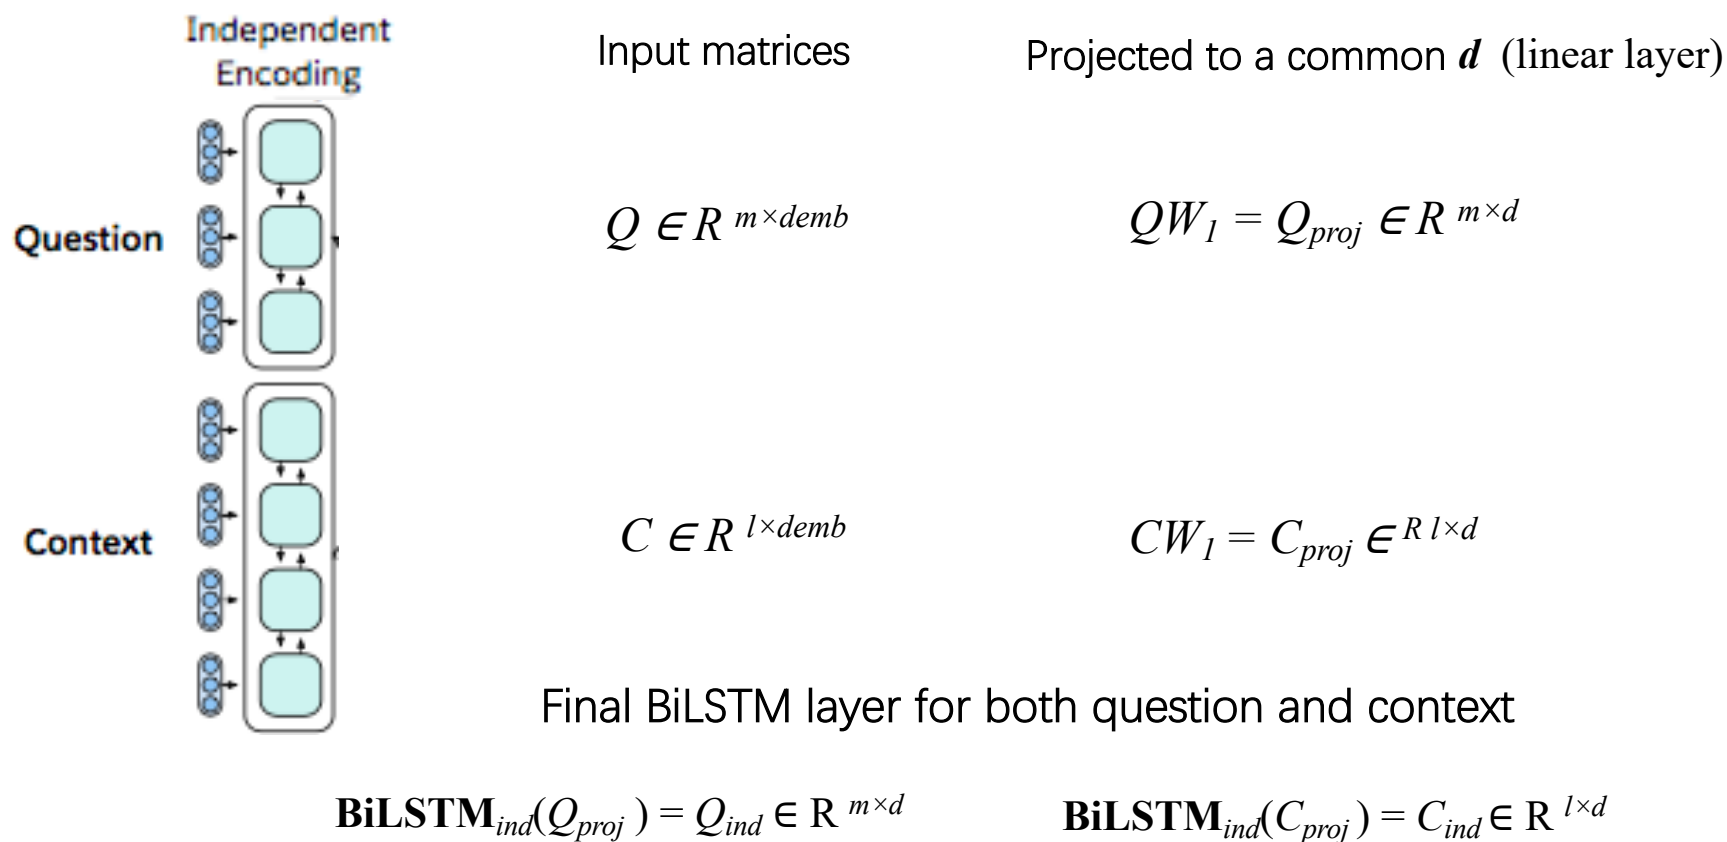 Independent
Encoding
Input matrices
Projected to a common d (linear layer)
Question
Q ∈ R m×demb
QW1 = Qproj ∈ R m×d
Context
C ∈ R l×demb
CW1 = Cproj ∈ R l×d
Final BiLSTM layer for both question and context
BiLSTMind(Qproj ) = Qind ∈ R m×d
BiLSTMind(Cproj ) = Cind ∈ R l×d